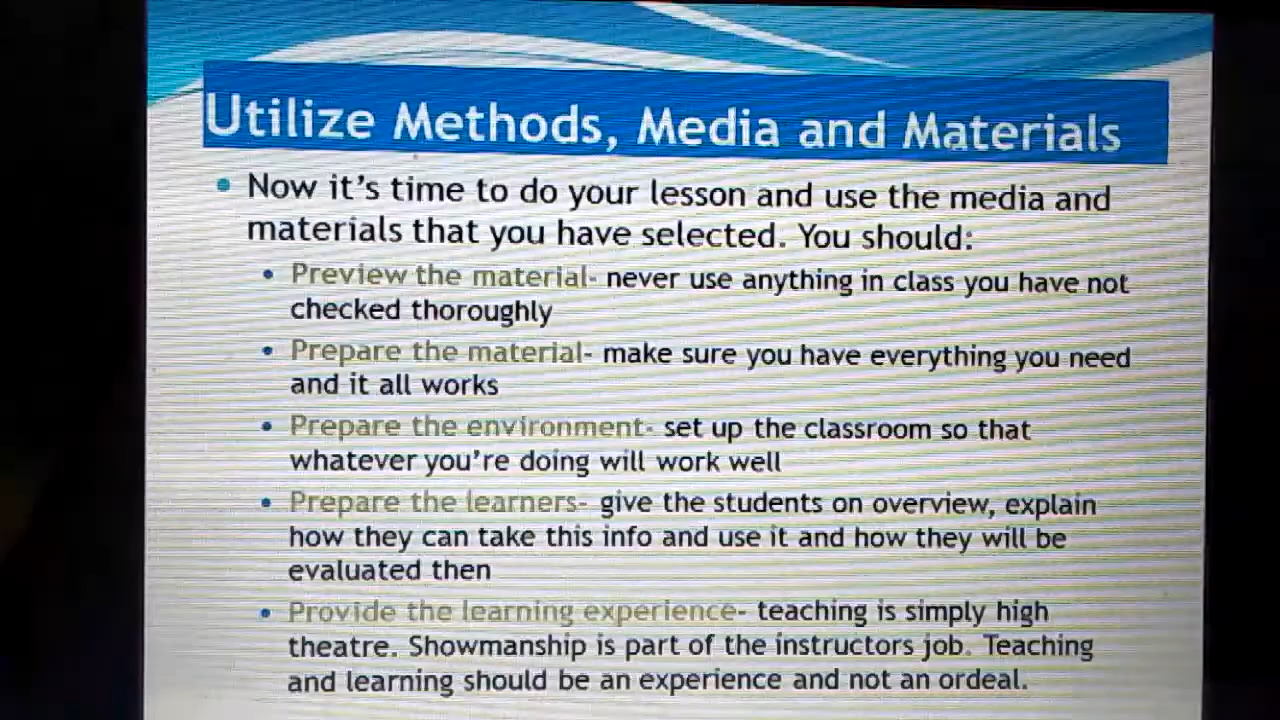 Utilize Methods, Media and Materials
Now it's time to do your lesson and use the media and
materials that you have selected. You should:
Preview the material- never use anything in class you have not
checked thoroughly
Prepare the material- make sure you have everything you need
and it all works
Prepare the environment- set up the classroom so that
whatever you're doing will work well
Prepare the learners- give the students on overview, explain
how they can take this info and use it and how they will be
evaluated then
Provide the learning experience- teaching is simply high
theatre. Showmanship is part of the instructors job. Teaching
and learning should be an experience and not an ordeal.